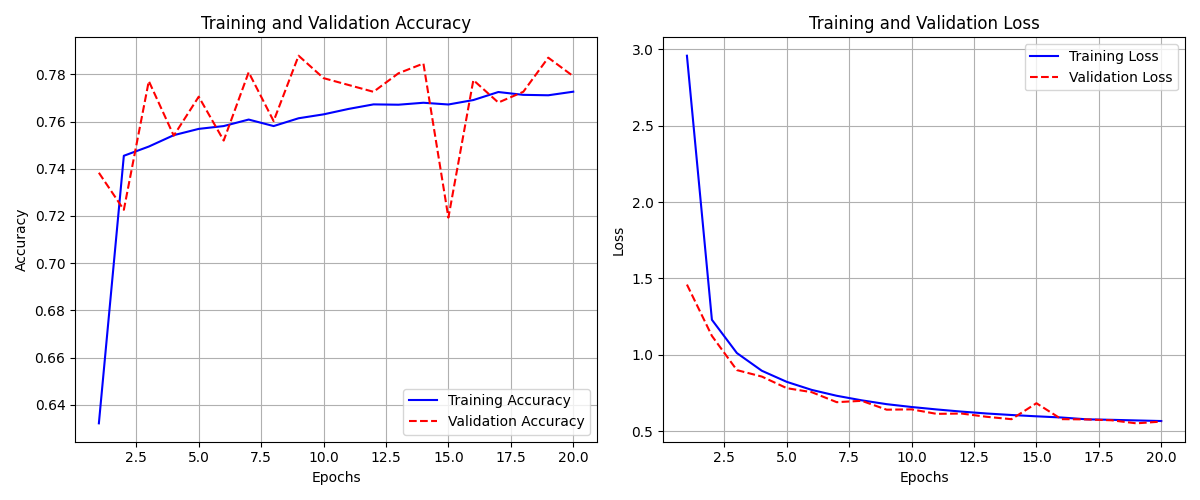 Training and Validation Accuracy
0.78
0.76
0.74
0.72
0.70
0.68
0.66
0.64
Accuracy
Training Accuracy
Validation Accuracy
2.5 5.0 7.5 10.0 12.5 15.0 17.5 20.0
Epochs
Training and Validation Loss
3.0
2.5
2.0
1.5
1.0
0.5
Loss
Training Loss
Validation Loss
2.5 5.0 7.5 10.0 12.5 15.0 17.5 20.0
Epochs